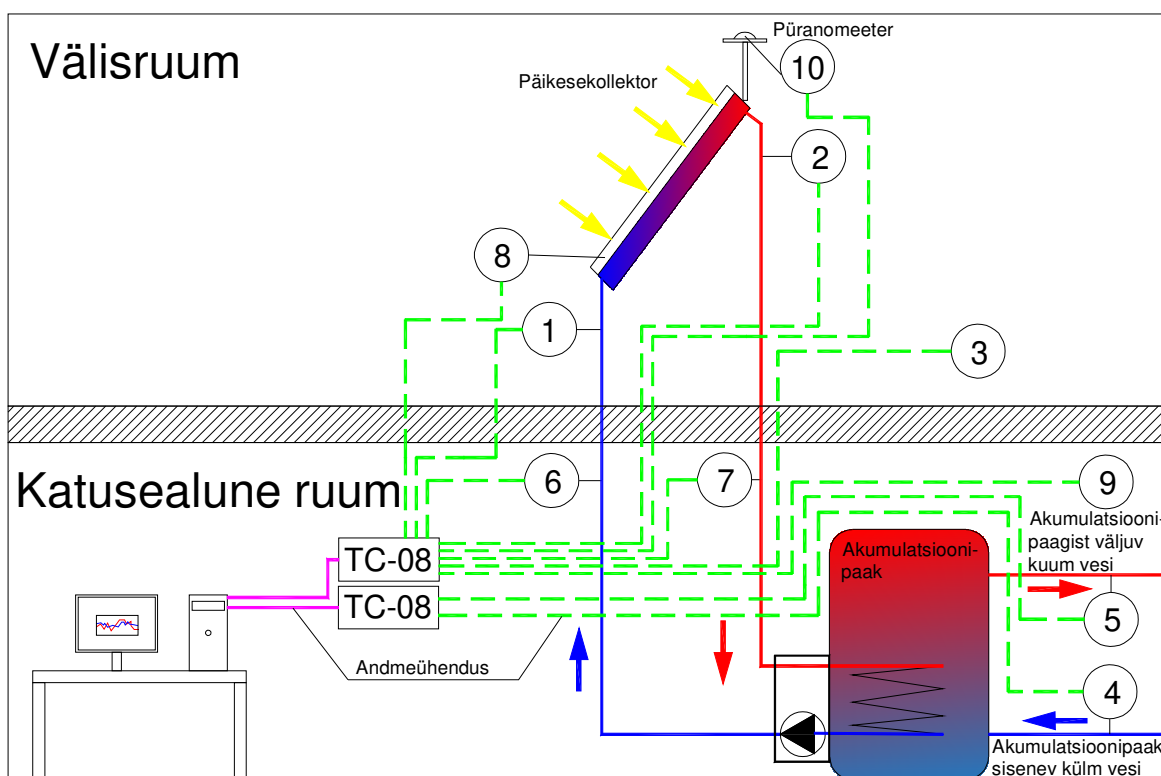 Välisruum
Püranomeeter
10
Päikesekollektor
2
8
1
3
Katusealune ruum
6
7
9
Akumulatsiooni-
paagist väljuv
kuum vesi
TC-08
Akumulatsiooni-
paak
TC-08
5
Andmeühendus
4
Akumulatsioonipaak
sisenev külm vesi